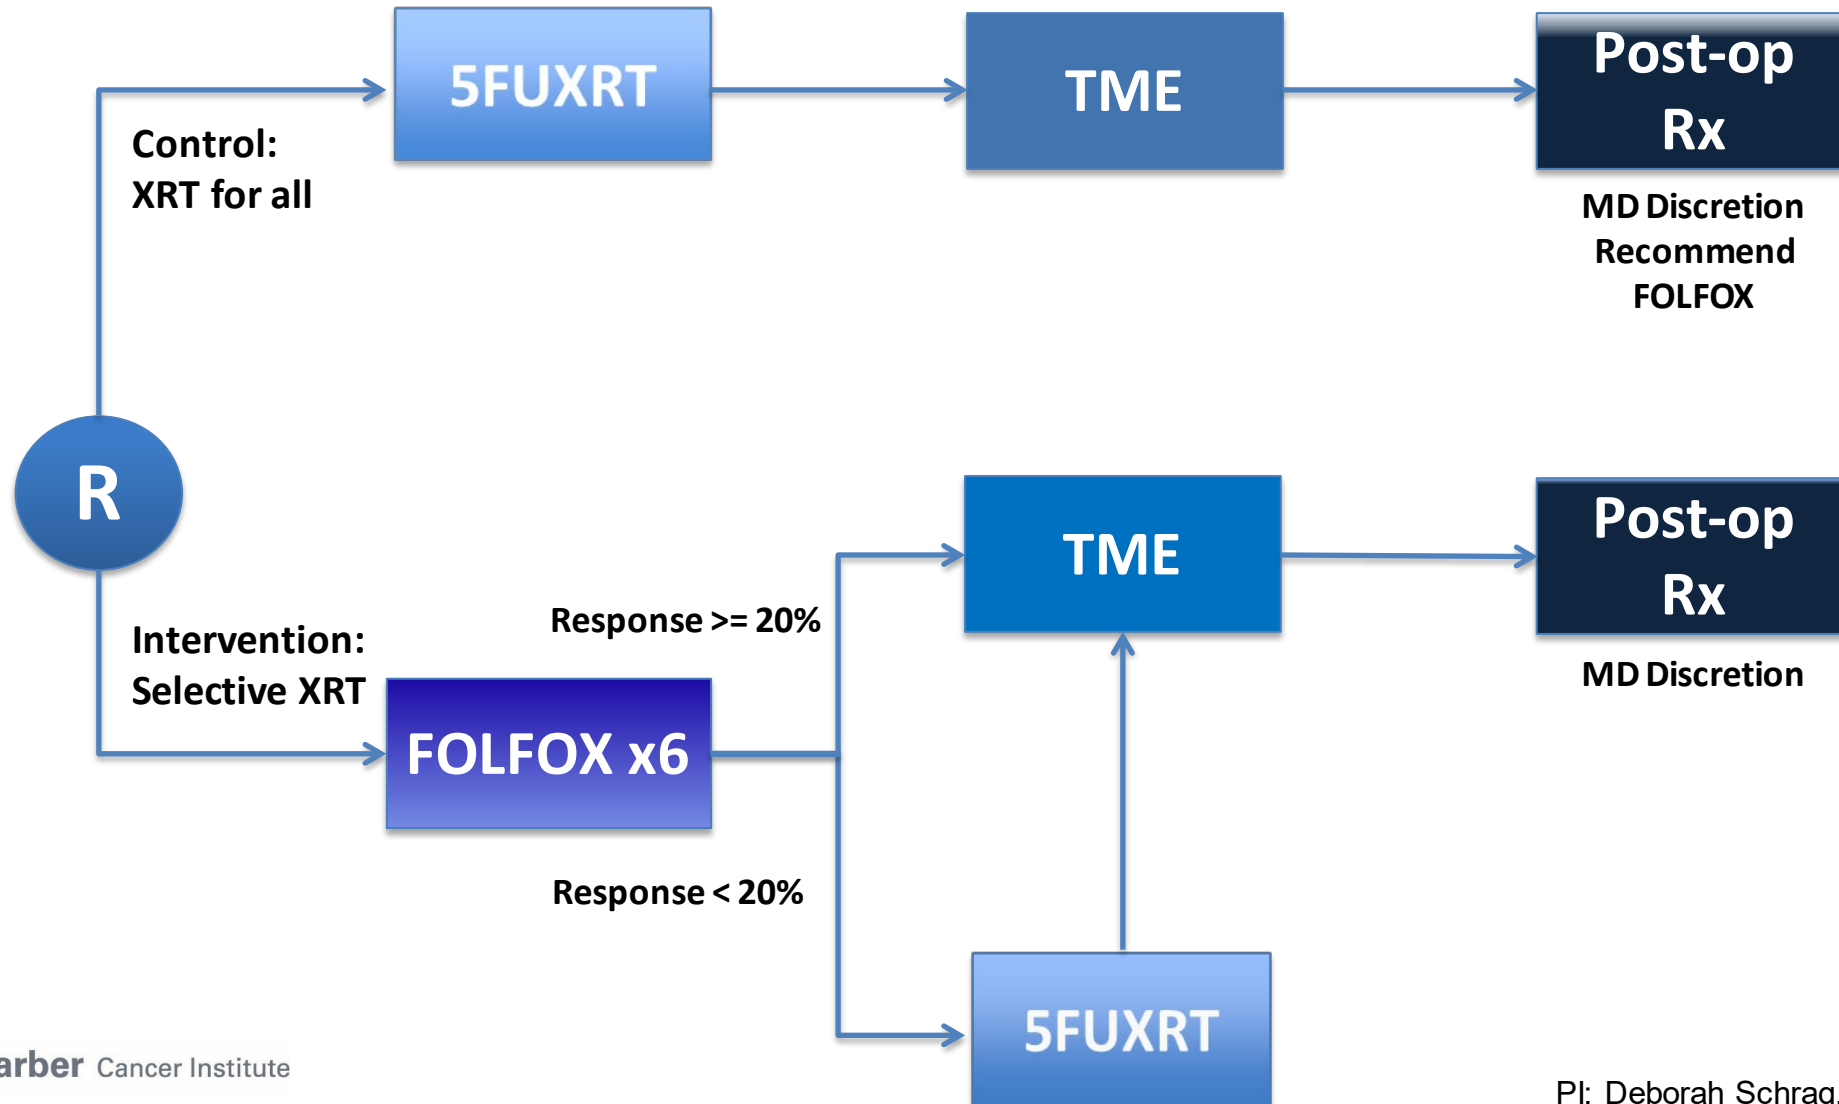 5FUXRT
TME
Post-op
Rx
Control:
XRT for all
MD Discretion
Recommend
FOLFOX
R
Intervention:
Selective XRT
Response >= 20%
TME
Post-op
Rx
MD Discretion
FOLFOX x6
Response < 20%
5FUXRT
arber Cancer Institute
PI: Deborah Schrag,